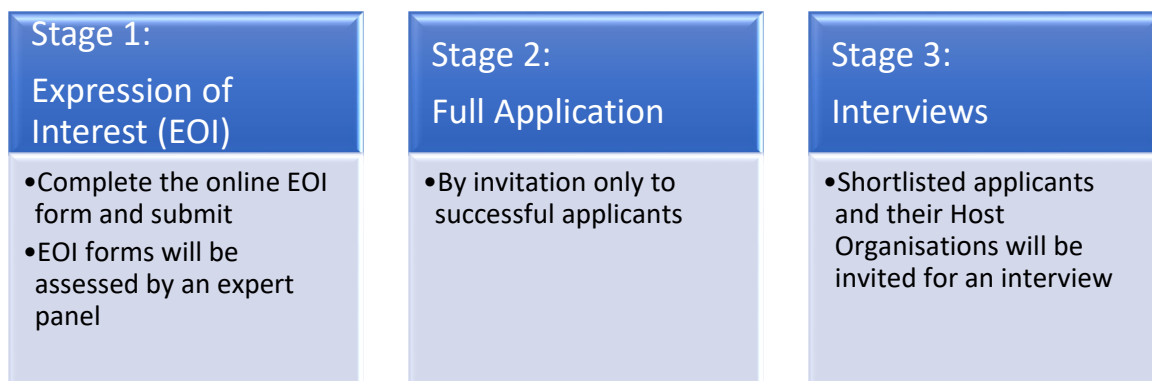 Stage 1:
Expression of
Interest (EOI)
•Complete the online EOI
form and submit
•EOI forms will be
assessed by an expert
panel
Stage 2:
Full Application
•By invitation only to
successful applicants
Stage 3:
Interviews
•Shortlisted applicants
and their Host
Organisations will be
invited for an interview